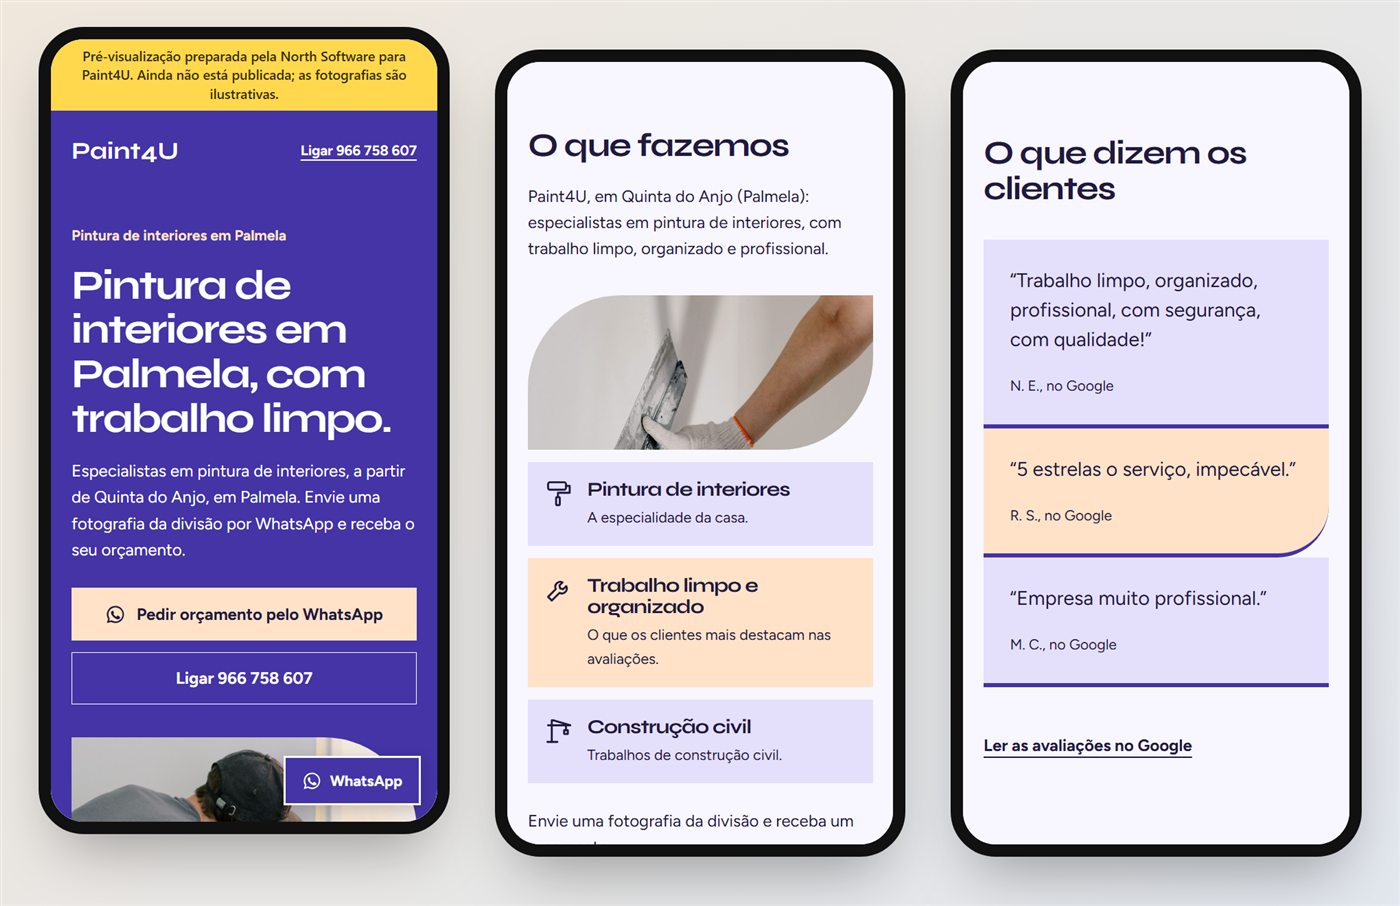 Pré-visualização preparada pela North Software para
Paint4U. Ainda não está publicada; as fotografias são
ilustrativas.
Paint4U
Ligar 966 758 607
Pintura de interiores em Palmela
Pintura de
interiores em
Palmela, com
trabalho limpo.
Especialistas em pintura de interiores, a partir
de Quinta do Anjo, em Palmela. Envie uma
fotografia da divisão por WhatsApp e receba o
seu orçamento.
Pedir orçamento pelo WhatsApp
Ligar 966 758 607
WhatsApp
O que fazemos
Paint4U, em Quinta do Anjo (Palmela):
especialistas em pintura de interiores, com
trabalho limpo, organizado e profissional.
Pintura de interiores
A especialidade da casa.
Trabalho limpo e
organizado
O que os clientes mais destacam nas
avaliações.
Construção civil
Trabalhos de construção civil.
Envie uma fotografia da divisão e receba um
O que dizem os
clientes
“Trabalho limpo, organizado,
profissional, com segurança,
com qualidade!”
N. E., no Google
“5 estrelas o serviço, impecável.”
R. S., no Google
“Empresa muito profissional.”
M. C., no Google
Ler as avaliações no Google